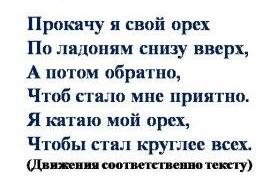 Прокачу я свой орех
По ладоням снизу вверх,
А потом обратно,
Чтоб стало мне приятно.
Я катаю мой орех,
Чтобы стал круглее всех.
(Движения соответственно тексту)